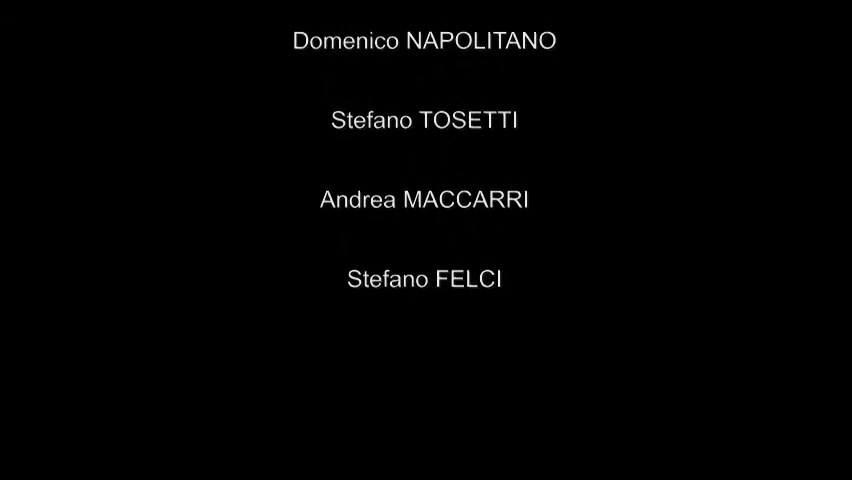 Domenico NAPOLITANO
Stefano TOSETTI
Andrea MACCARRI
Stefano FELCI